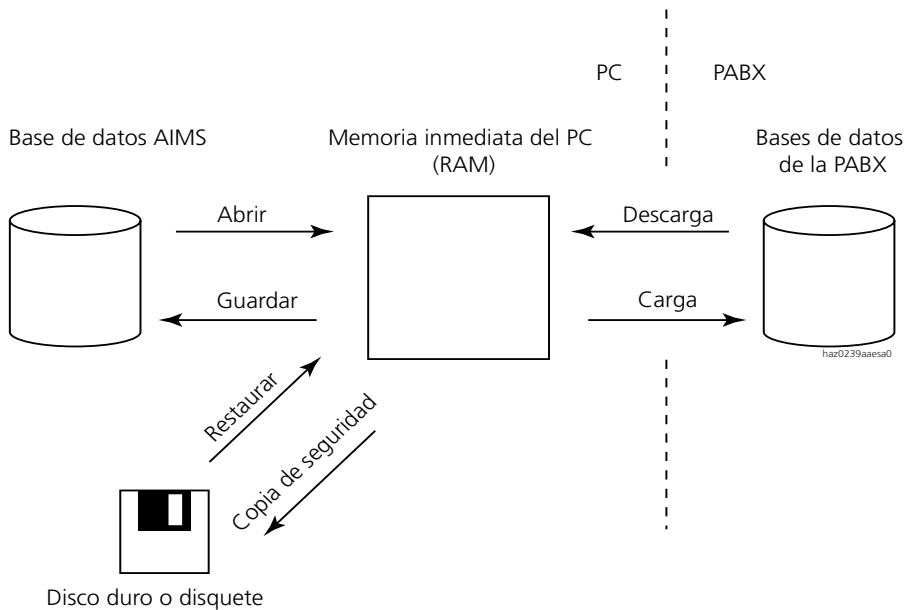 PC
PABX
Base de datos AIMS
Memoria inmediata del PC
(RAM)
Bases de datos
de la PABX
Abrir
Descarga
Guardar
Carga
haz0239aaesa0
Restaurar
Copia de seguridad
Disco duro o disquete